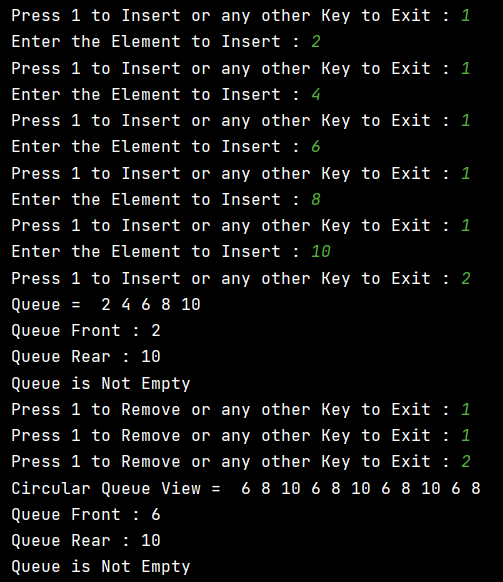 Press 1 to Insert or any other Key to Exit : 1
Enter the Element to Insert : 2
Press 1 to Insert or any other Key to Exit : 1
Enter the Element to Insert : 4
Press 1 to Insert or any other Key to Exit : 1
Enter the Element to Insert : 6
Press 1 to Insert or any other Key to Exit : 1
Enter the Element to Insert : 8
Press 1 to Insert or any other Key to Exit : 1
Enter the Element to Insert : 10
Press 1 to Insert or any other Key to Exit : 2
Queue =  2 4 6 8 10
Queue Front : 2
Queue Rear : 10
Queue is Not Empty
Press 1 to Remove or any other Key to Exit : 1
Press 1 to Remove or any other Key to Exit : 1
Press 1 to Remove or any other Key to Exit : 2
Circular Queue View =  6 8 10 6 8 10 6 8 10 6 8
Queue Front : 6
Queue Rear : 10
Queue is Not Empty